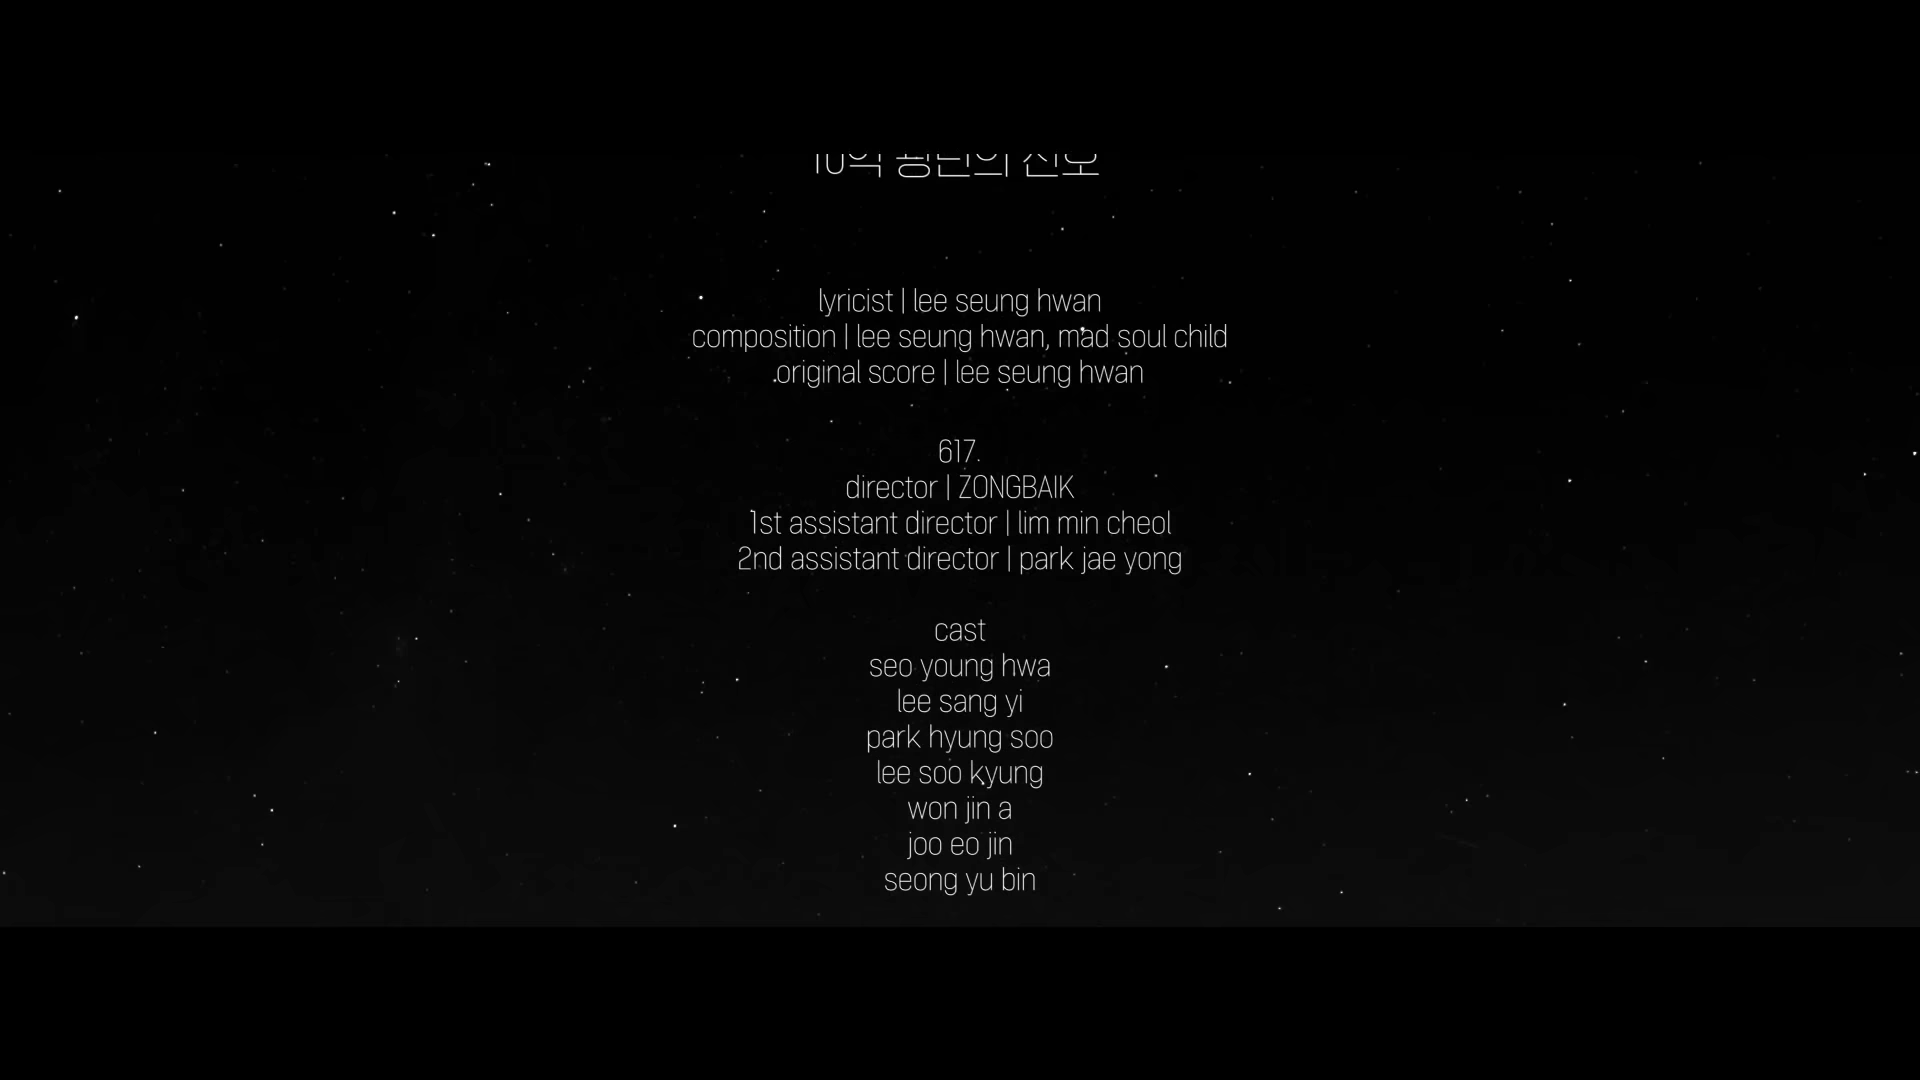 lyricist | lee seung hwan
composition | lee seung hwan, mad soul child
original score | lee seung hwan
617.
director | ZONGBAIK
1st assistant director | lim min cheol
2nd assistant director | park jae yong
cast
seo young hwa
lee sang yi
park hyung soo
lee soo kyung
won jin a
joo eo jin
seong yu bin